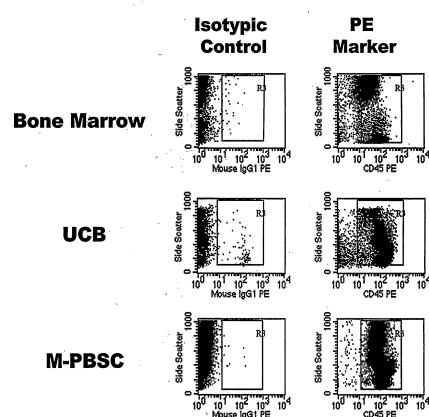 Isotypic Control
PE Marker
Bone Marrow
1000
Side Scatter
0
R3
10^0 10^1 10^2 10^3 10^4
Mouse IgG1 PE
1000
Side Scatter
0
R3
10^0 10^1 10^2 10^3 10^4
CD45 PE
UCB
1000
Side Scatter
0
R3
10^0 10^1 10^2 10^3 10^4
Mouse IgG1 PE
1000
Side Scatter
0
R3
10^0 10^1 10^2 10^3 10^4
CD45 PE
M-PBSC
1000
Side Scatter
0
R3
10^0 10^1 10^2 10^3 10^4
Mouse IgG1 PE
1000
Side Scatter
0
R3
10^0 10^1 10^2 10^3 10^4
CD45 PE